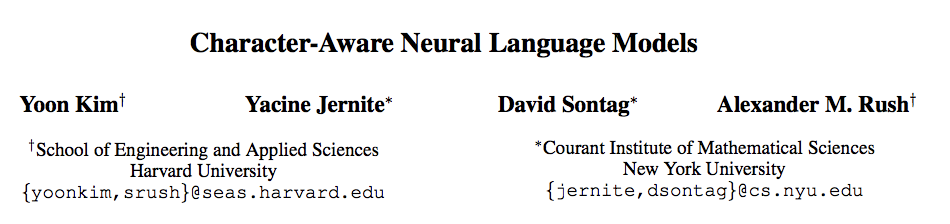 Character-Aware Neural Language Models
Yoon Kim† Yacine Jernite* David Sontag* Alexander M. Rush†
†School of Engineering and Applied Sciences
Harvard University
{yoonkim,srush}@seas.harvard.edu
*Courant Institute of Mathematical Sciences
New York University
{jernite,dsontag}@cs.nyu.edu